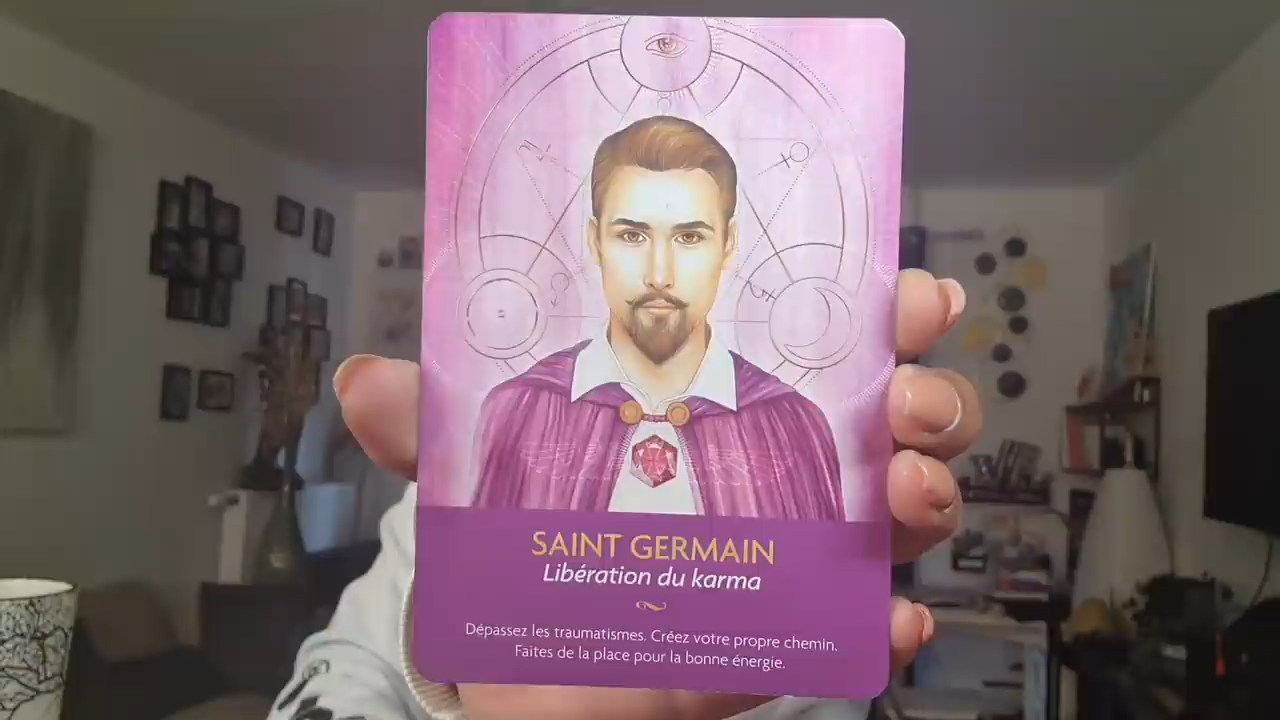 SAINT GERMAIN
Libération du karma
Dépassez les traumatismes. Créez votre propre chemin.
Faites de la place pour la bonne énergie.